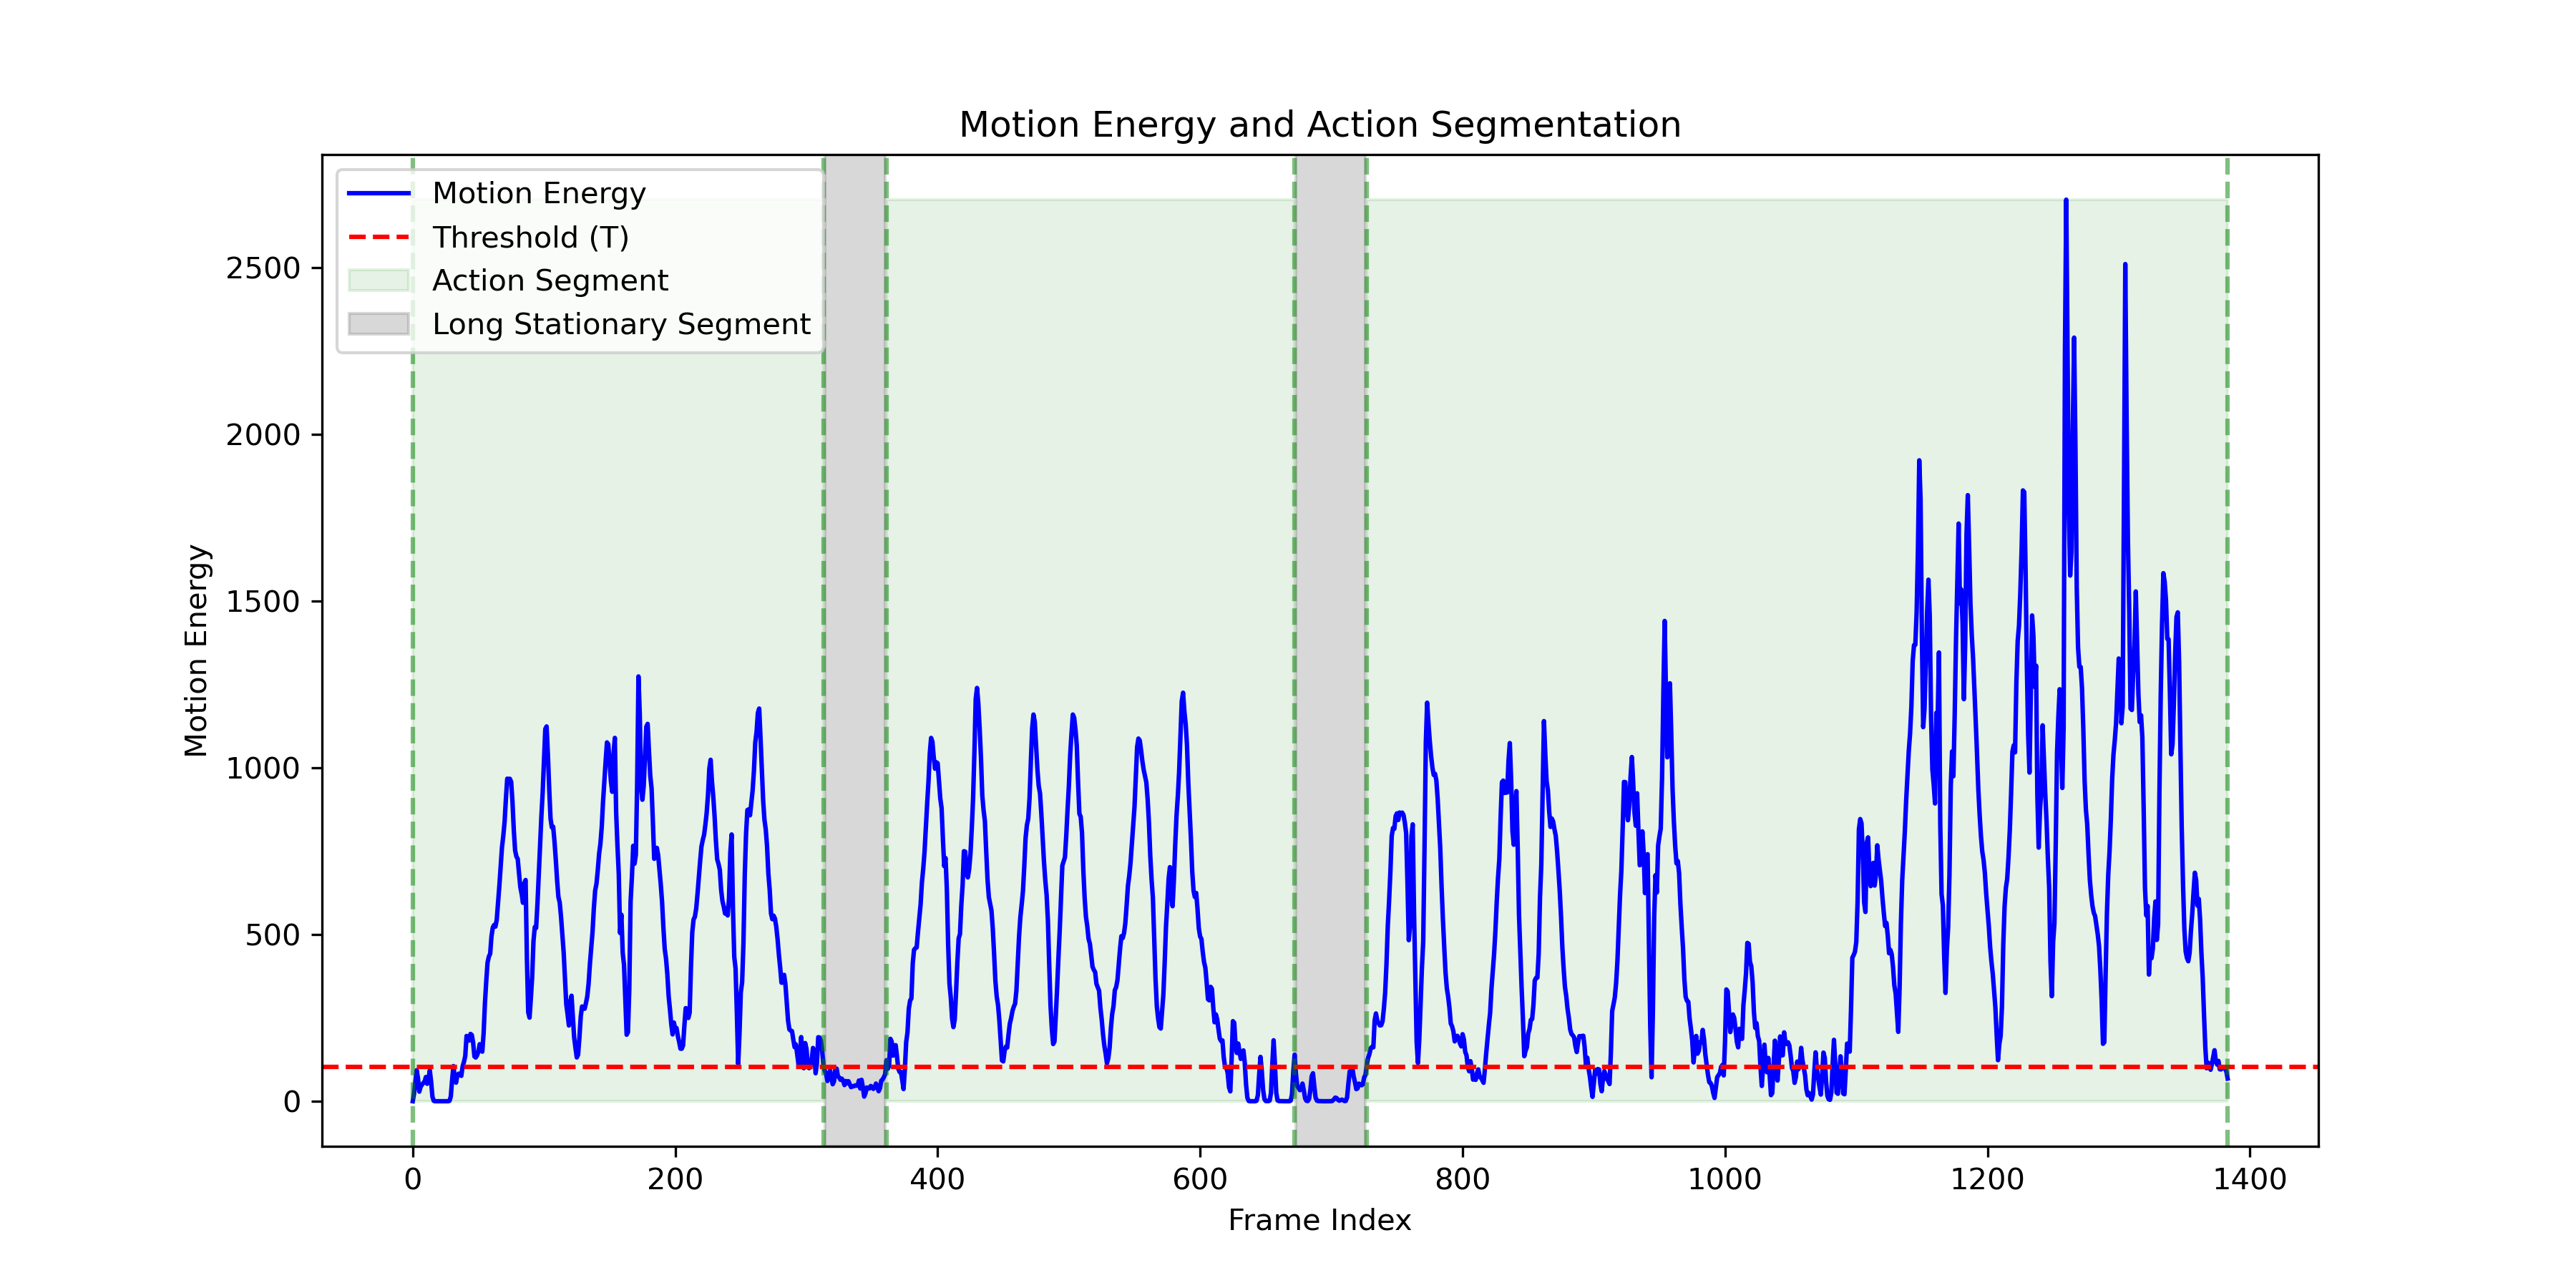 Motion Energy and Action Segmentation
Motion Energy
Threshold (T)
Action Segment
Long Stationary Segment
Motion Energy
2500
2000
1500
1000
500
0
0 200 400 600 800 1000 1200 1400
Frame Index